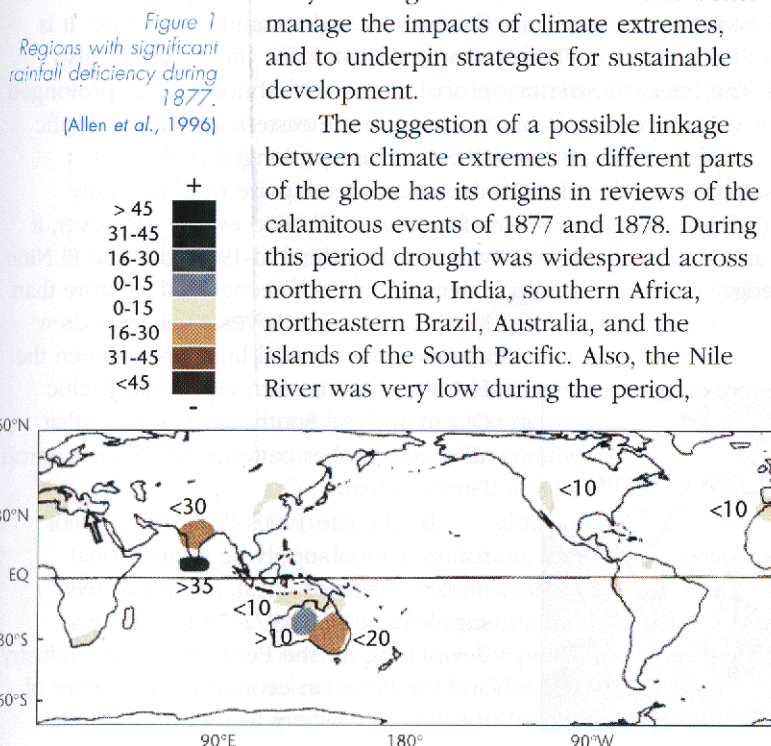 Figure 1
Regions with significant
rainfall deficiency during
1877.
(Allen et al., 1996)
manage the impacts of climate extremes,
and to underpin strategies for sustainable
development.
The suggestion of a possible linkage
between climate extremes in different parts
of the globe has its origins in reviews of the
calamitous events of 1877 and 1878. During
this period drought was widespread across
northern China, India, southern Africa,
northeastern Brazil, Australia, and the
islands of the South Pacific. Also, the Nile
River was very low during the period,
+
> 45
31-45
16-30
0-15
0-15
16-30
31-45
<45
-
60°N
30°N
EQ
30°S
60°S
<30
>35
<10
>10
<20
<10
<10
90°E
180°
90°W